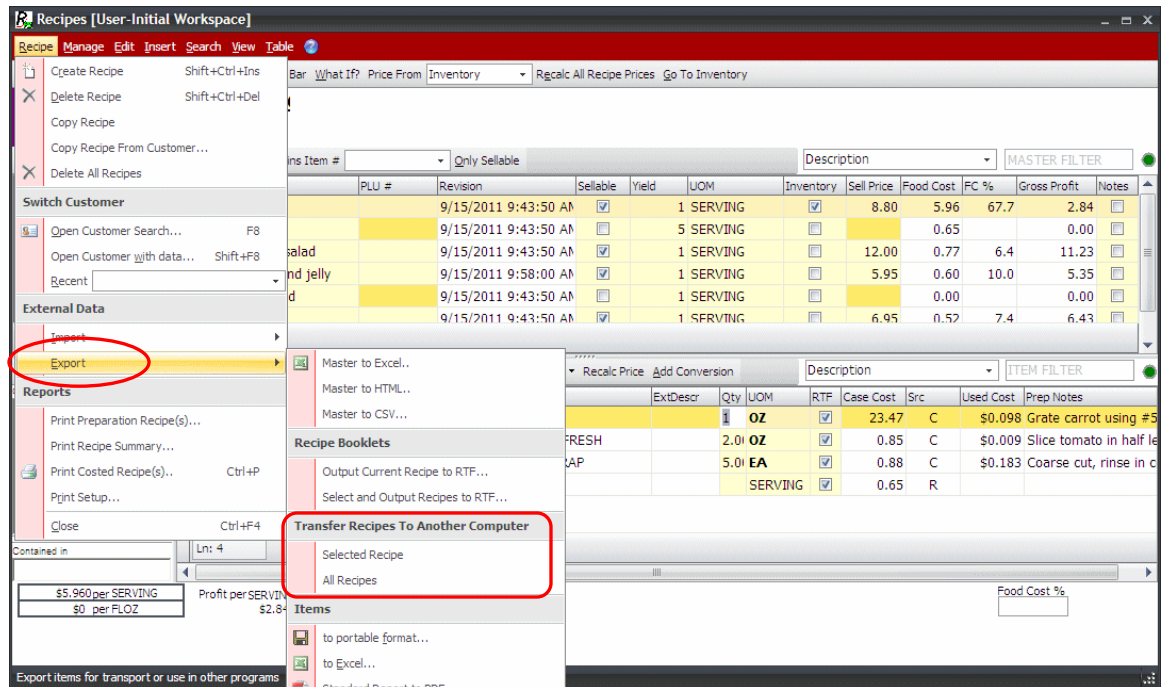 Recipes [User-Initial Workspace]
Recipe Manage Edit Insert Search View Table
Create Recipe Shift+Ctrl+Ins
Bar What If? Price From Inventory Recalc All Recipe Prices Go To Inventory
Delete Recipe Shift+Ctrl+Del
Copy Recipe
Copy Recipe From Customer...
ins Item # Only Sellable Description MASTER FILTER
Delete All Recipes
PLU # Revision Sellable Yield UOM Inventory Sell Price Food Cost FC % Gross Profit Notes
Switch Customer
9/15/2011 9:43:50 AM 1 SERVING 8.80 5.96 67.7 2.84
Open Customer Search... F8
9/15/2011 9:43:50 AM 5 SERVING 0.65 0.00
Open Customer with data... Shift+F8
salad 9/15/2011 9:43:50 AM 1 SERVING 12.00 0.77 6.4 11.23
Recent
nd jelly 9/15/2011 9:58:00 AM 1 SERVING 5.95 0.60 10.0 5.35
d 9/15/2011 9:43:50 AM 1 SERVING 0.00 0.00
External Data
9/15/2011 9:43:50 AM 1 SERVING 6.95 0.52 7.4 6.43
Import
Export
Master to Excel..
Recalc Price Add Conversion Description ITEM FILTER
Reports
Master to HTML..
ExtDescr Qty UOM RTF Case Cost Src Used Cost Prep Notes
Print Preparation Recipe(s)...
Master to CSV...
1 OZ 23.47 C $0.098 Grate carrot using #5
Print Recipe Summary...
Recipe Booklets
FRESH 2.0 OZ 0.85 C $0.009 Slice tomato in half le
Print Costed Recipe(s).. Ctrl+P
Output Current Recipe to RTF...
RAP 5.0 EA 0.88 C $0.183 Coarse cut, rinse in c
Print Setup...
Select and Output Recipes to RTF...
SERVING 0.65 R
Close Ctrl+F4
Transfer Recipes To Another Computer
Contained in
Ln: 4
Selected Recipe
All Recipes
$5.960 per SERVING Profit per SERVIN Food Cost %
$0 per FLOZ $2.84
Items
to portable format...
to Excel...
Export items for transport or use in other programs
Standard Report to PDF